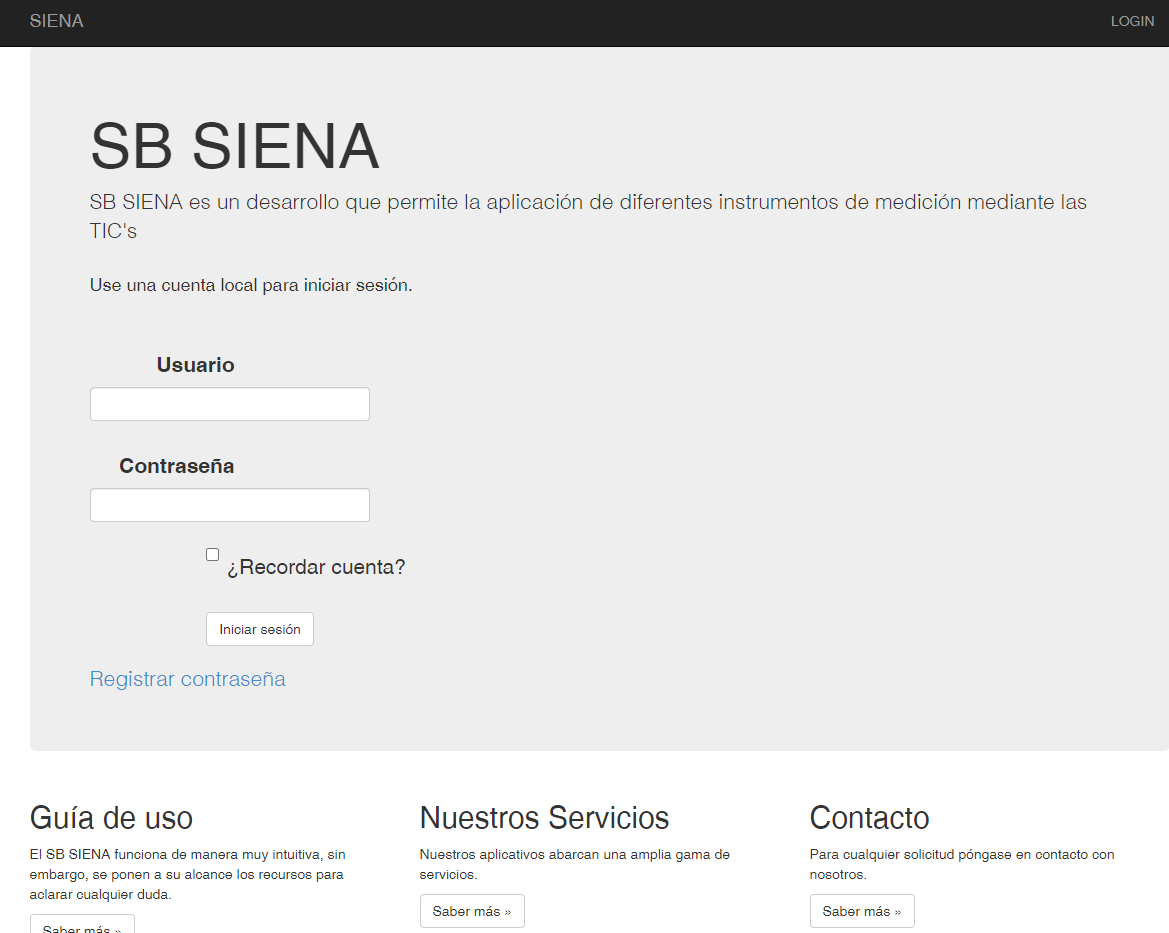 SIENA
LOGIN
SB SIENA
SB SIENA es un desarrollo que permite la aplicación de diferentes instrumentos de medición mediante las
TIC's
Use una cuenta local para iniciar sesión.
Usuario
Contraseña
¿Recordar cuenta?
Iniciar sesión
Registrar contraseña
Guía de uso
El SB SIENA funciona de manera muy intuitiva, sin
embargo, se ponen a su alcance los recursos para
aclarar cualquier duda.
Saber más »
Nuestros Servicios
Nuestros aplicativos abarcan una amplia gama de
servicios.
Saber más »
Contacto
Para cualquier solicitud póngase en contacto con
nosotros.
Saber más »